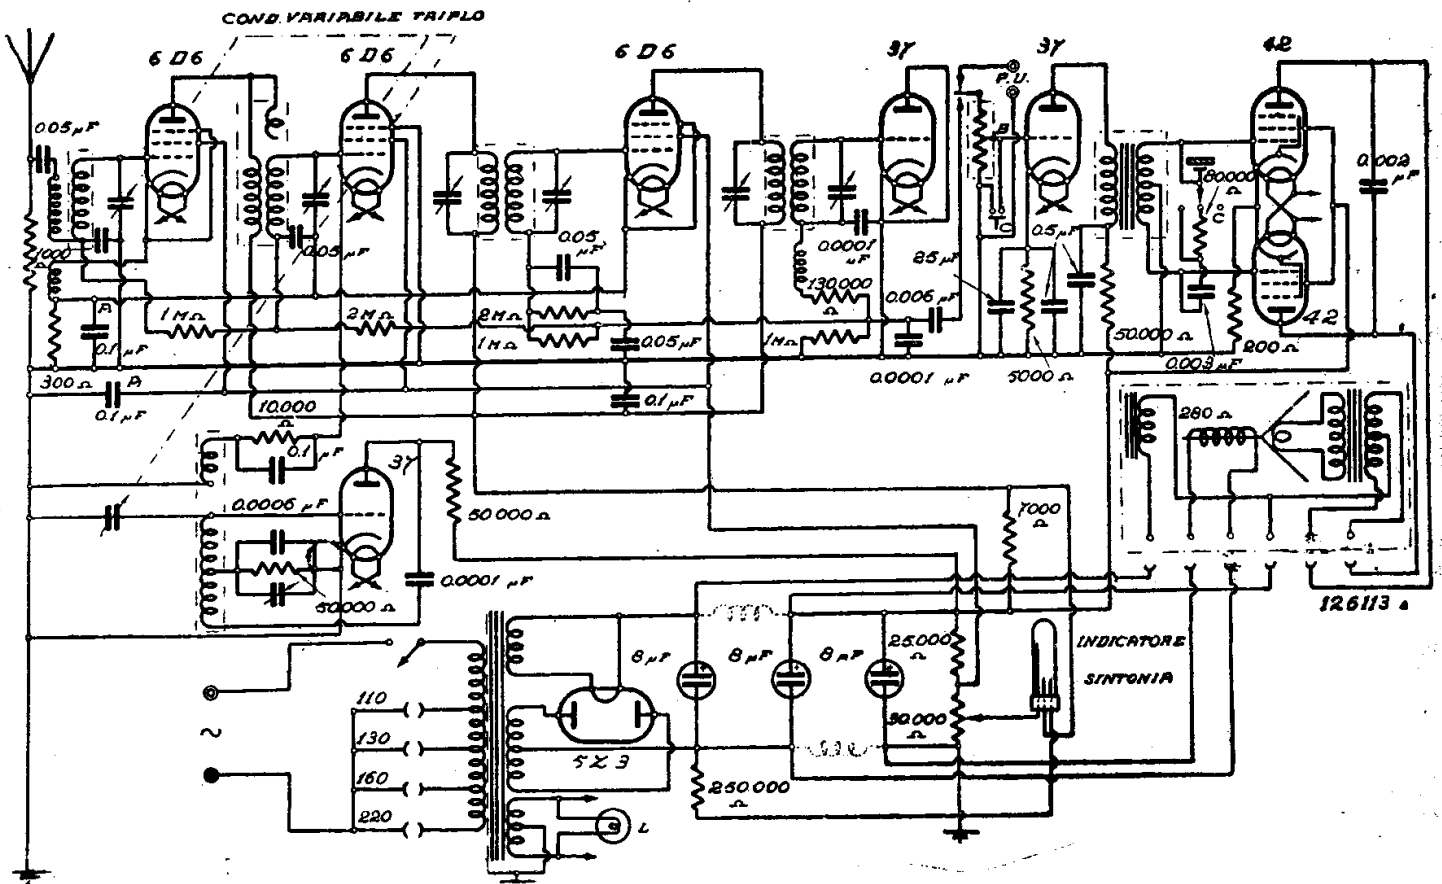 COND. VARIABILE TRIPLO
6 D 6
6 D 6
6 D 6
37
37
42
P.U.
0.05 µF
B
0.002 µF
80000 Ω
C
C
1000 Ω
0.05 µF
0.05 µF
0.0001 µF
0.5 µF
25 µF
130.000 Ω
0.006 µF
A
1 MΩ
2 MΩ
2 MΩ
42
0.1 µF
1 MΩ
0.05 µF
1 MΩ
50.000 Ω
200 Ω
0.003 µF
300 Ω
A
0.0001 µF
5000 Ω
0.1 µF
0.1 µF
10.000 Ω
280 Ω
0.1 µF
37
0.0006 µF
50.000 Ω
7000 Ω
50.000 Ω
0.0001 µF
126113
INDICATORE
SINTONIA
8 µF
8 µF
8 µF
25.000 Ω
110
30.000 Ω
130
5Z3
160
250.000 Ω
220
L